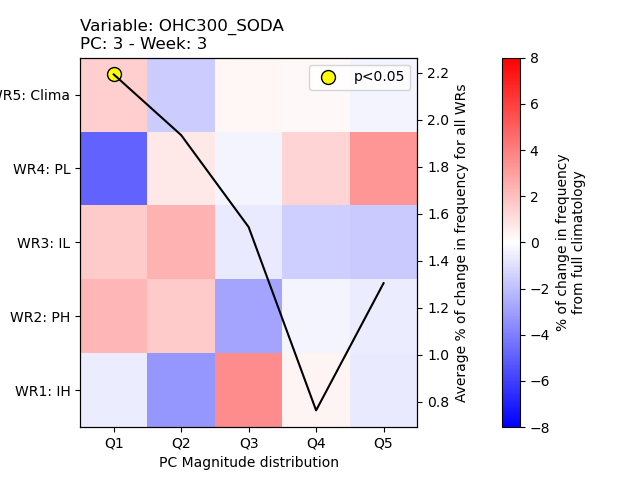 Variable: OHC300_SODA
PC: 3 - Week: 3
p<0.05
WR5: Clima
WR4: PL
WR3: IL
WR2: PH
WR1: IH
Q1 Q2 Q3 Q4 Q5
PC Magnitude distribution
2.2
2.0
1.8
1.6
1.4
1.2
1.0
0.8
Average % of change in frequency for all WRs
8
6
4
2
0
−2
−4
−6
−8
% of change in frequency
from full climatology